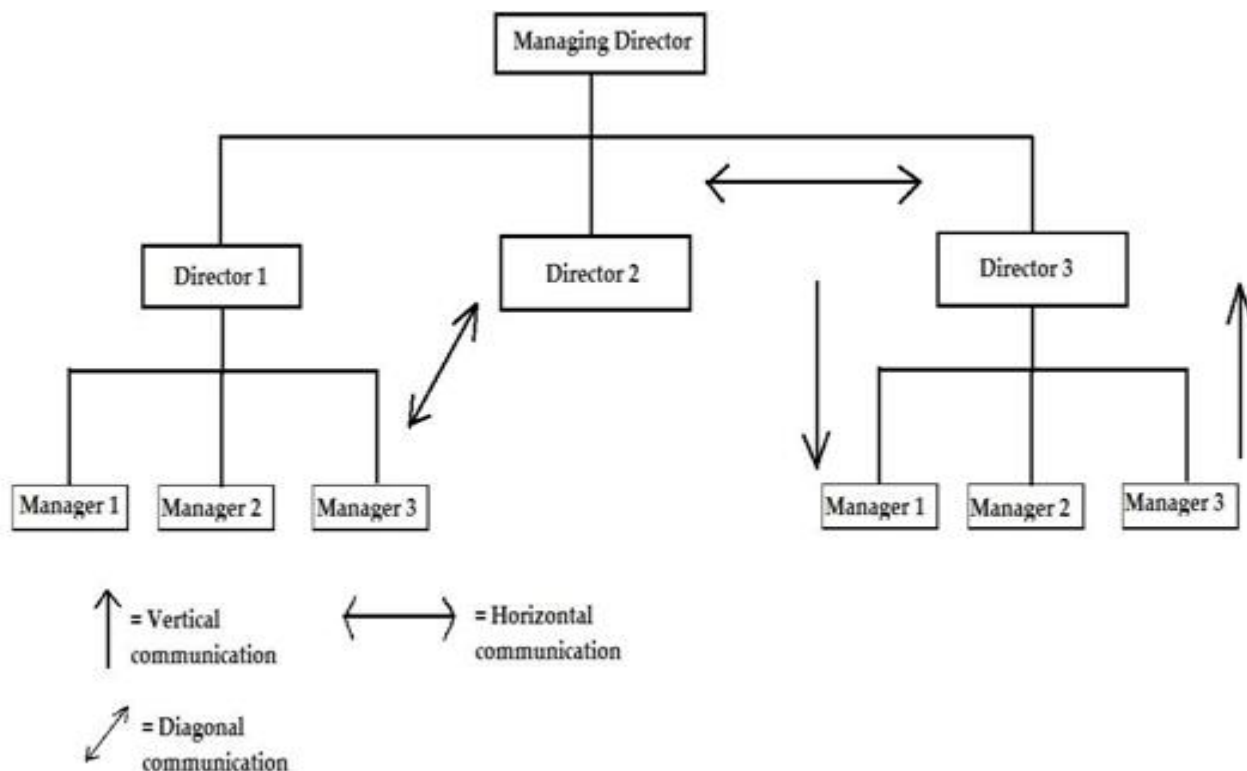 Managing Director
Director 1
Director 2
Director 3
Manager 1
Manager 2
Manager 3
Manager 1
Manager 2
Manager 3
= Vertical
communication
= Horizontal
communication
= Diagonal
communication